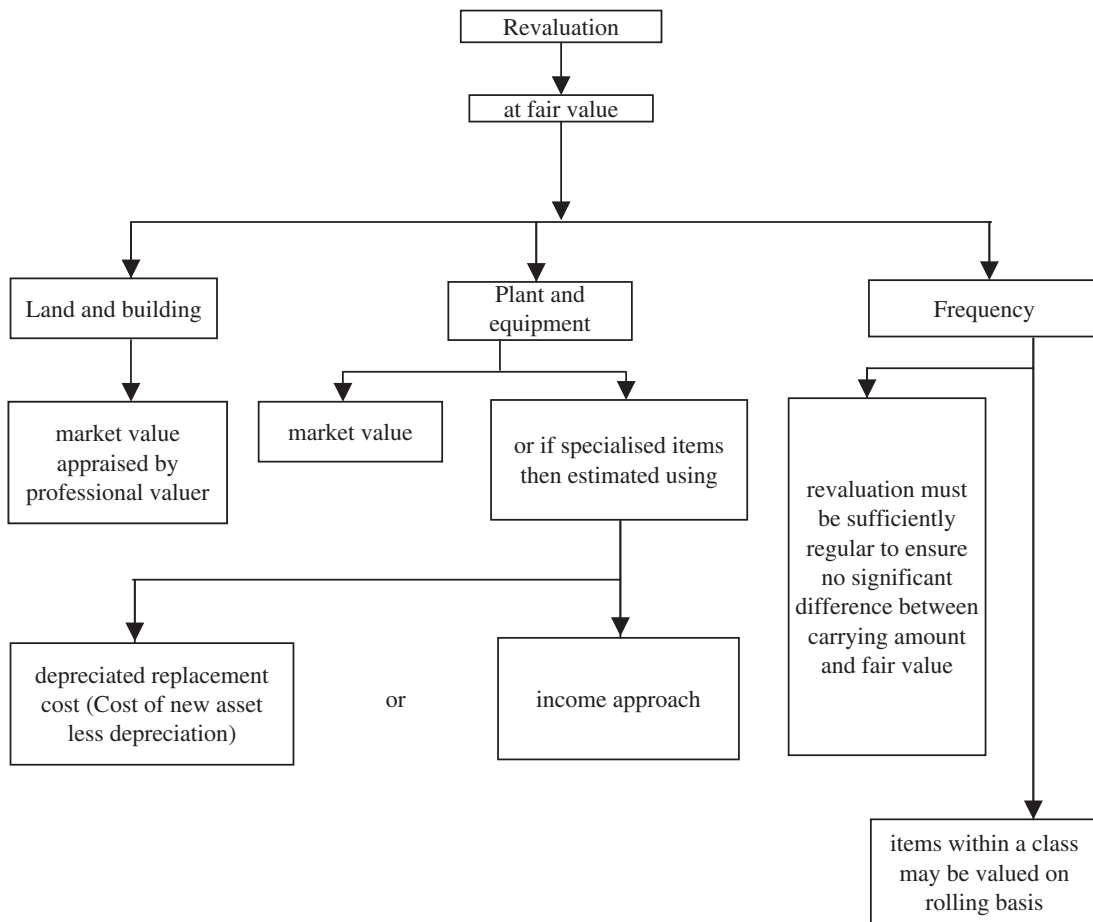 Revaluation
at fair value
Land and building
Plant and
equipment
Frequency
market value
appraised by
professional valuer
market value
or if specialised items
then estimated using
revaluation must
be sufficiently
regular to ensure
no significant
difference between
carrying amount
and fair value
depreciated replacement
cost (Cost of new asset
less depreciation)
or
income approach
items within a class
may be valued on
rolling basis